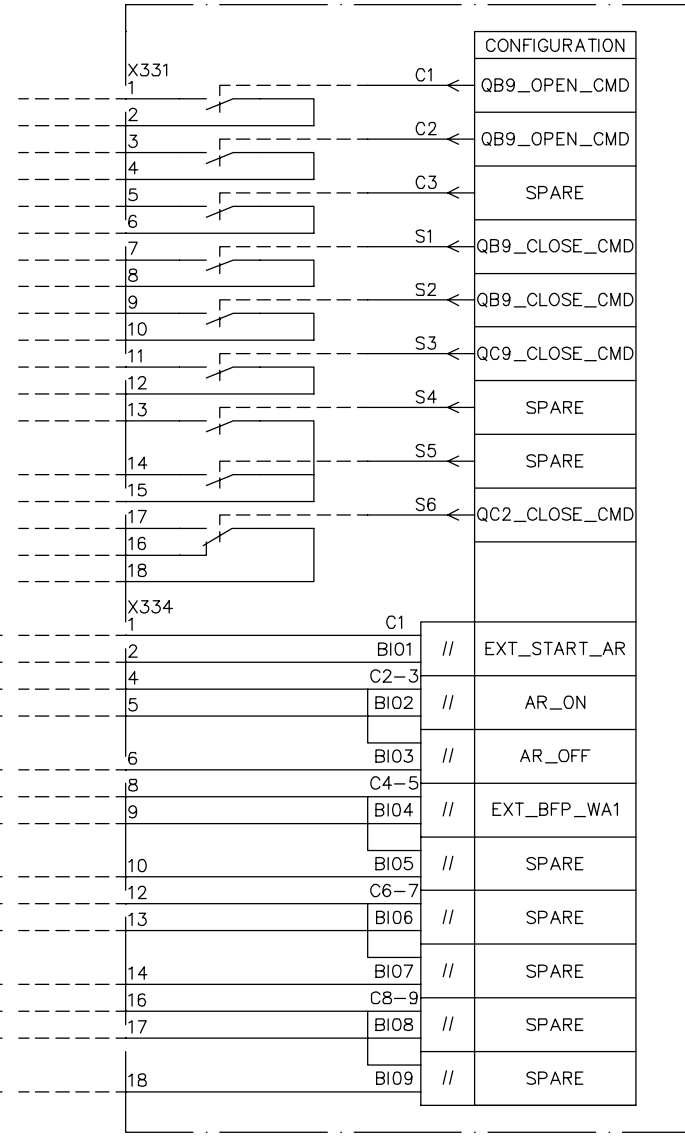 CONFIGURATION
X331
1
C1
QB9_OPEN_CMD
2
3
C2
QB9_OPEN_CMD
4
5
C3
SPARE
6
7
S1
QB9_CLOSE_CMD
8
9
S2
QB9_CLOSE_CMD
10
11
S3
QC9_CLOSE_CMD
12
13
S4
SPARE
14
S5
SPARE
15
17
S6
QC2_CLOSE_CMD
16
18
X334
1
C1
2
BI01 // EXT_START_AR
4
C2-3
5
BI02 // AR_ON
6
BI03 // AR_OFF
8
C4-5
9
BI04 // EXT_BFP_WA1
10
BI05 // SPARE
12
C6-7
13
BI06 // SPARE
14
BI07 // SPARE
16
C8-9
17
BI08 // SPARE
18
BI09 // SPARE